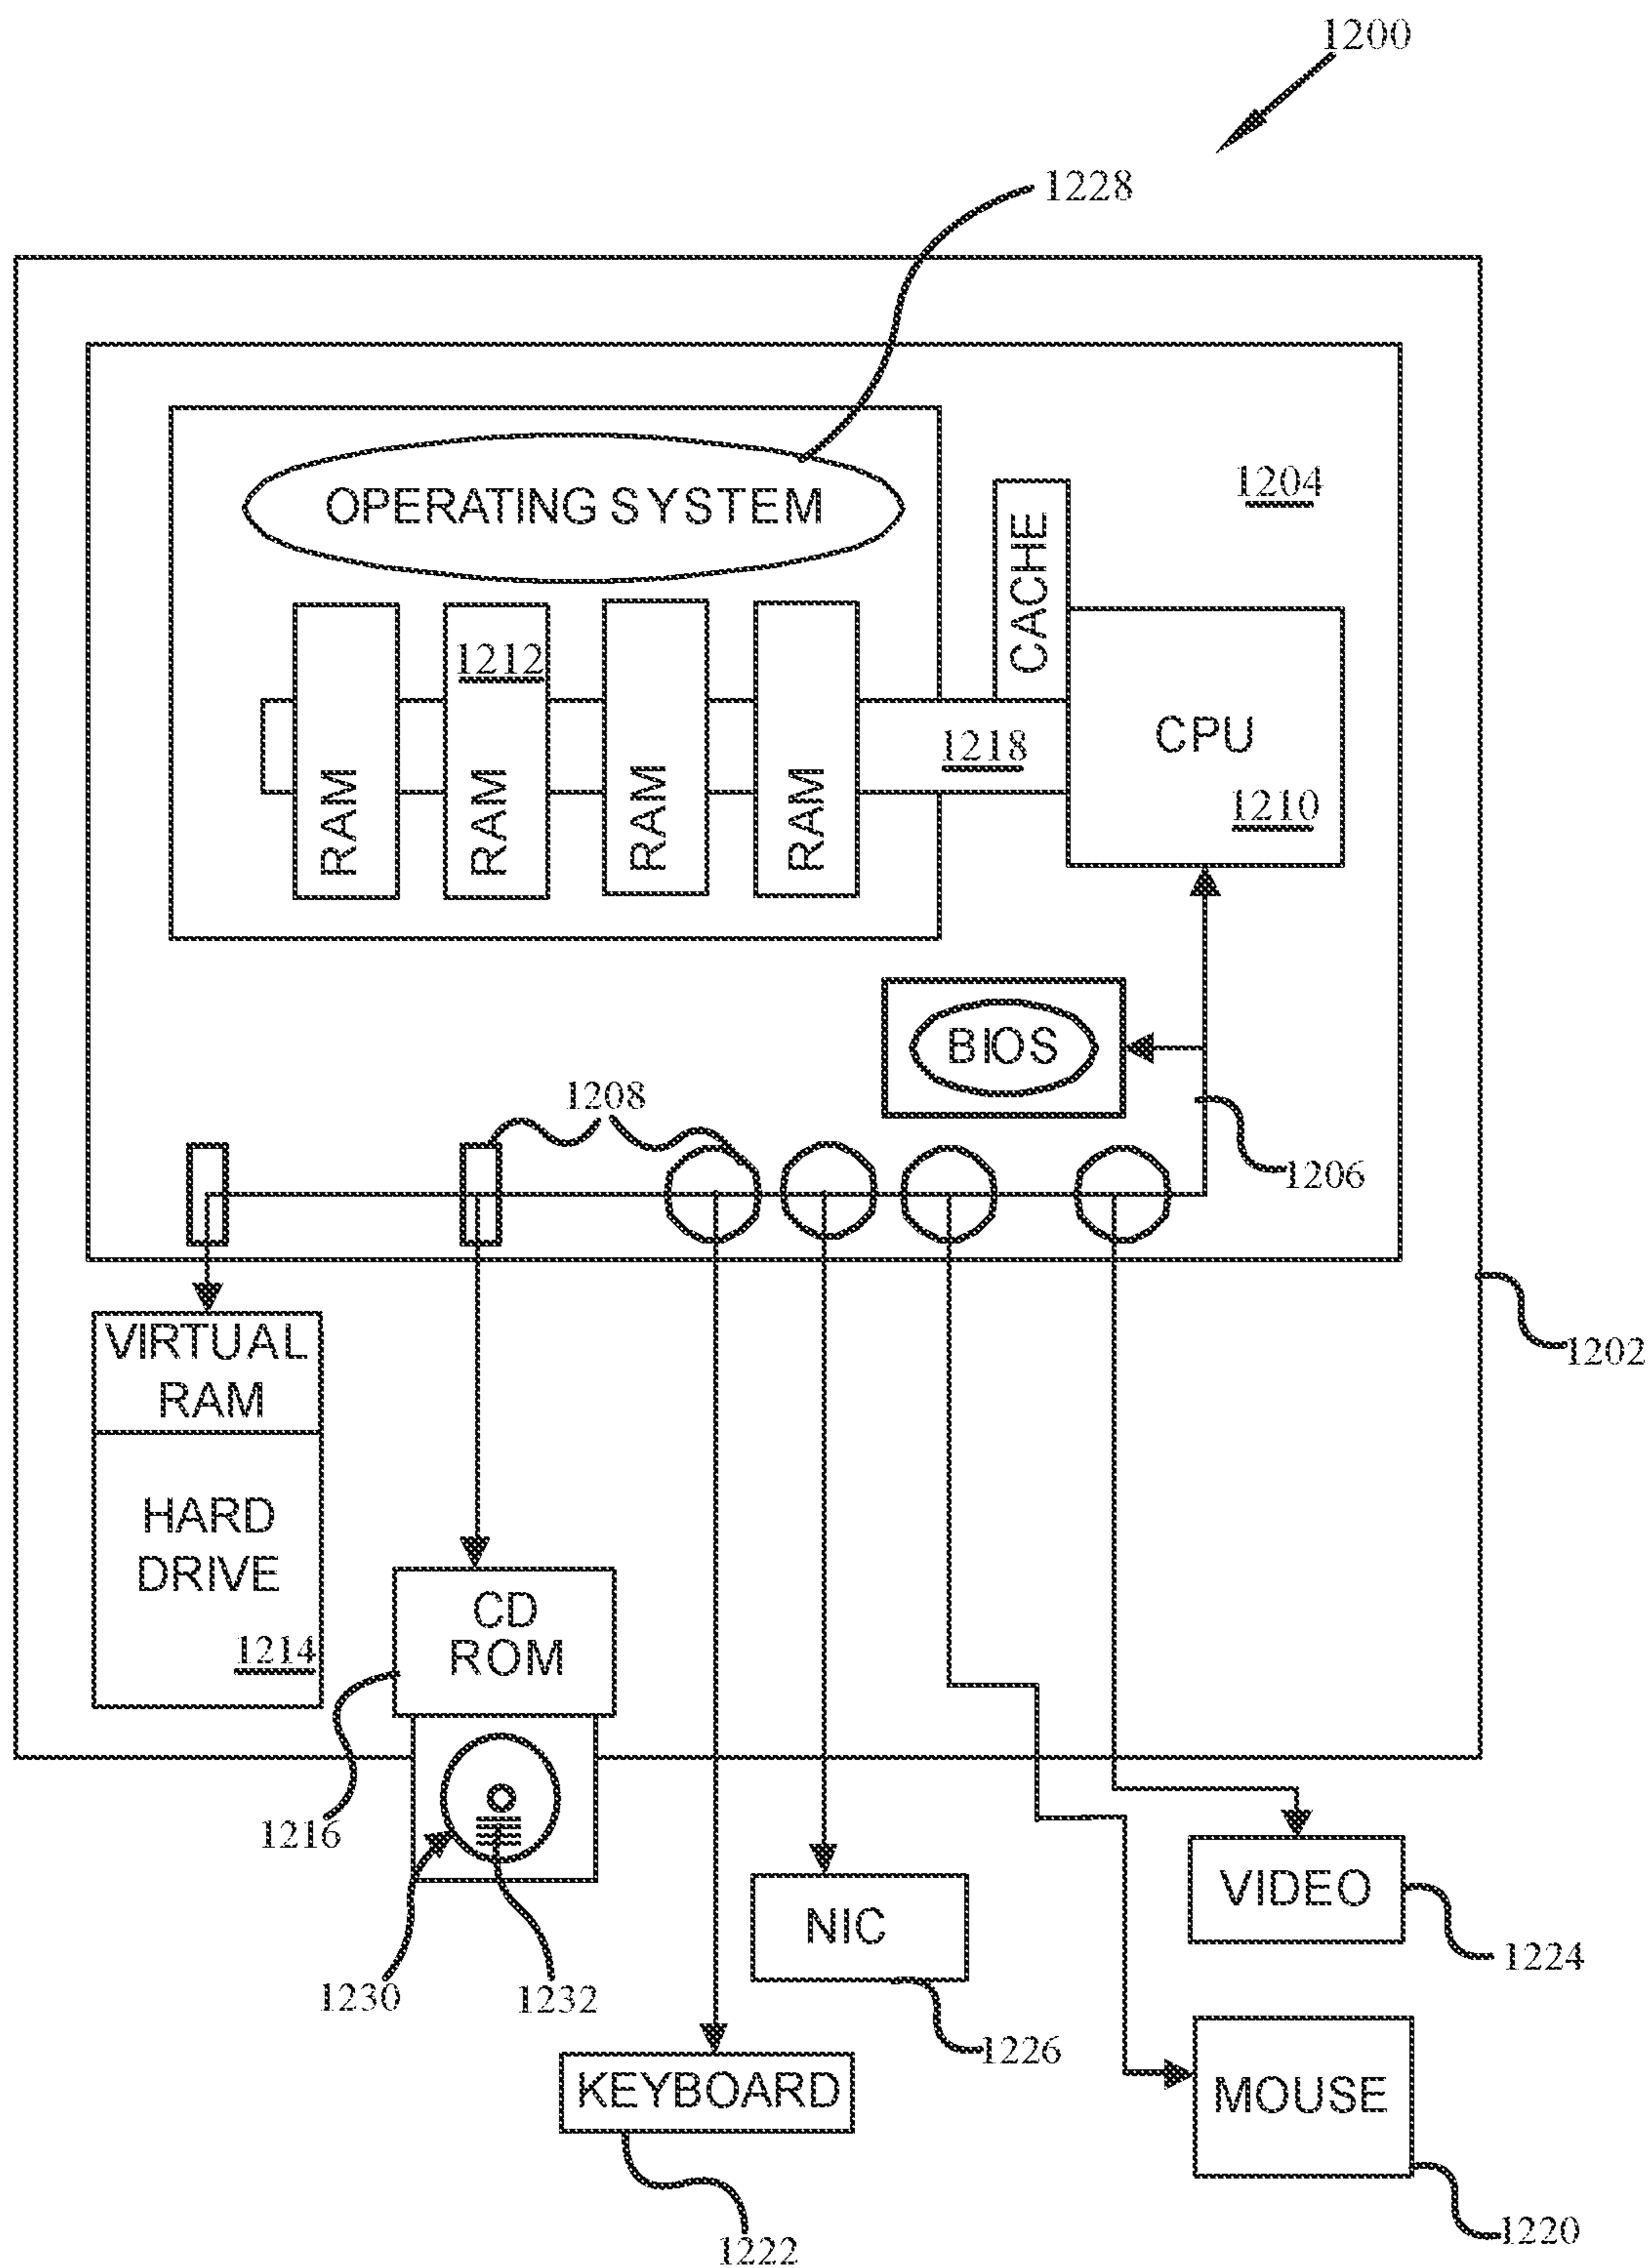 1200
1228
OPERATING SYSTEM
1204
CACHE
1212
RAM
RAM
RAM
RAM
1218
CPU
1210
BIOS
1208
1206
1202
VIRTUAL
RAM
HARD
DRIVE
1214
CD
ROM
1216
1230
1232
NIC
1226
VIDEO
1224
KEYBOARD
1222
MOUSE
1220